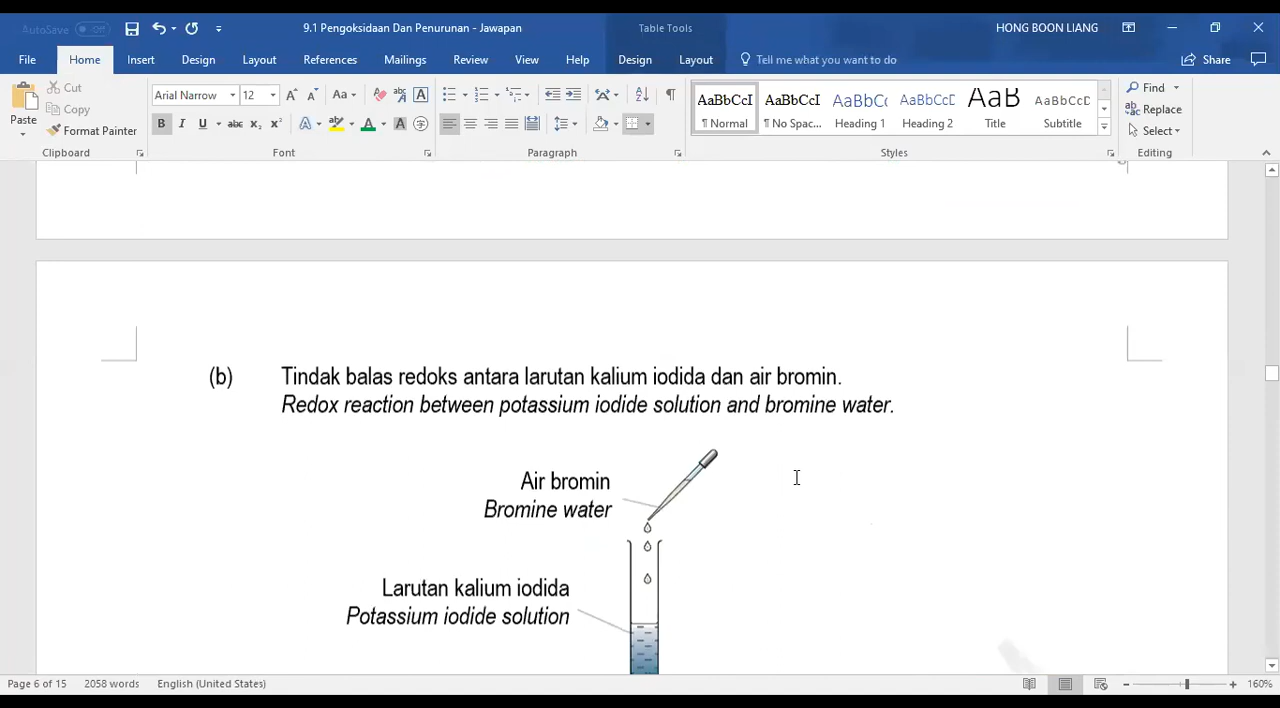 AutoSave Off
9.1 Pengoksidaan Dan Penurunan - Jawapan
Table Tools
HONG BOON LIANG
File Home Insert Design Layout References Mailings Review View Help Design Layout Tell me what you want to do Share
Paste
Cut
Copy
Format Painter
Clipboard
Arial Narrow 12
Font
Paragraph
AaBbCcI AaBbCcI AaBbCc AaBbCcD AaB AaBbCcD
¶ Normal ¶ No Spac... Heading 1 Heading 2 Title Subtitle
Styles
Find
Replace
Select
Editing
(b) Tindak balas redoks antara larutan kalium iodida dan air bromin.
Redox reaction between potassium iodide solution and bromine water.
Air bromin
Bromine water
Larutan kalium iodida
Potassium iodide solution
Page 6 of 15 2058 words English (United States) 160%